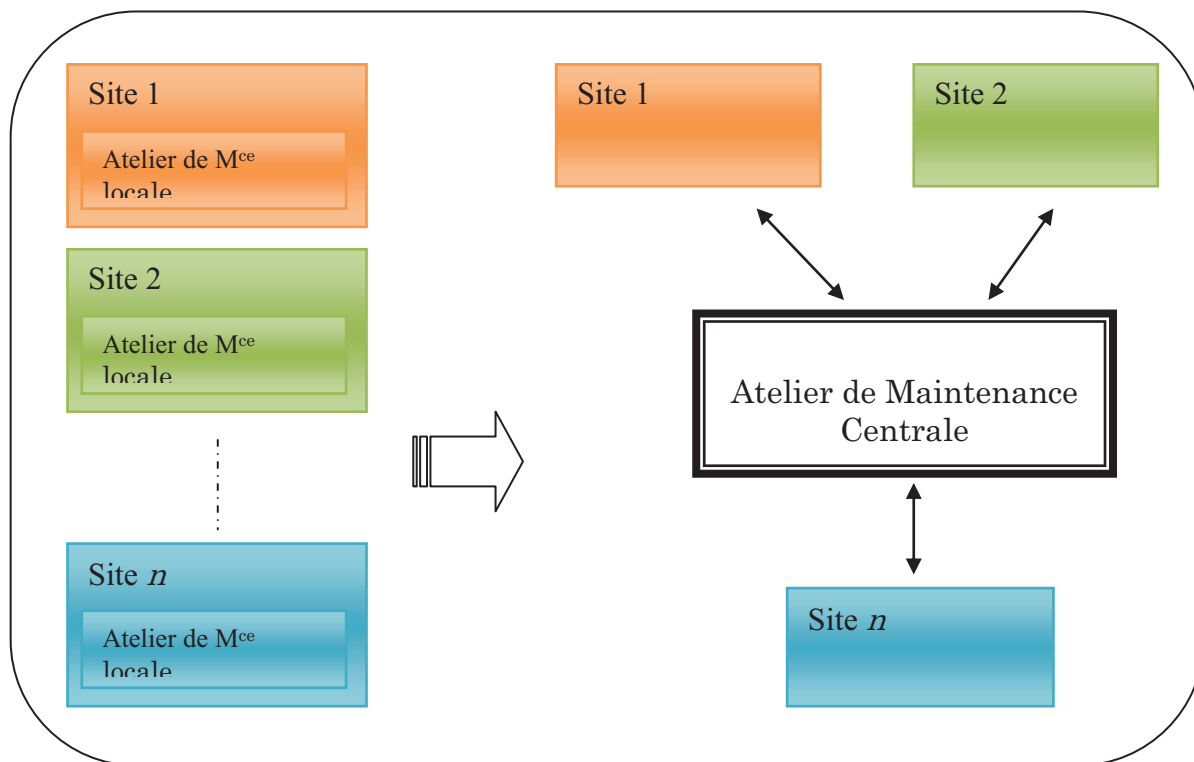 Site 1
Atelier de Mce
locale
Site 2
Atelier de Mce
locale
Site n
Atelier de Mce
locale
Site 1
Site 2
Atelier de Maintenance
Centrale
Site n